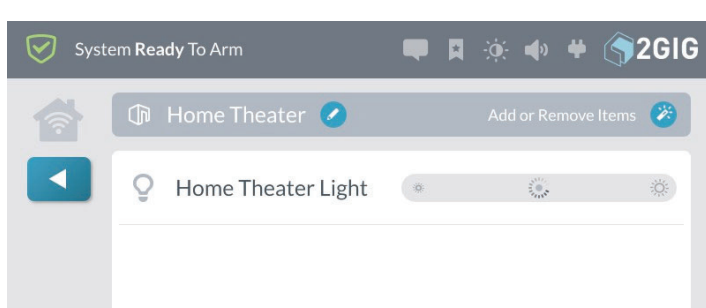 System Ready To Arm
2GIG
Home Theater
Add or Remove Items
Home Theater Light